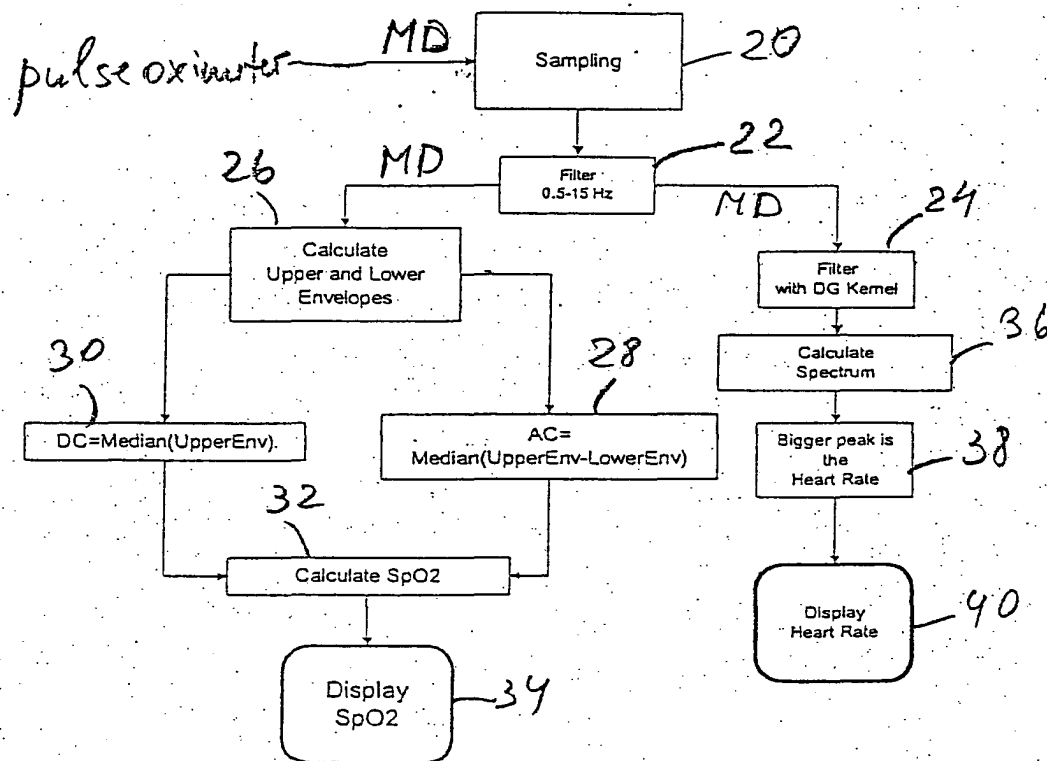 MD
20
pulse oximeter
Sampling
22
MD
Filter
0.5-15 Hz
MD
26
24
Calculate
Upper and Lower
Envelopes
Filter
with DG Kernel
36
Calculate
Spectrum
30
28
DC=Median(UpperEnv).
AC=
Median(UpperEnv-LowerEnv)
Bigger peak is
the
Heart Rate
38
32
Calculate SpO2
Display
Heart Rate
40
Display
SpO2
34